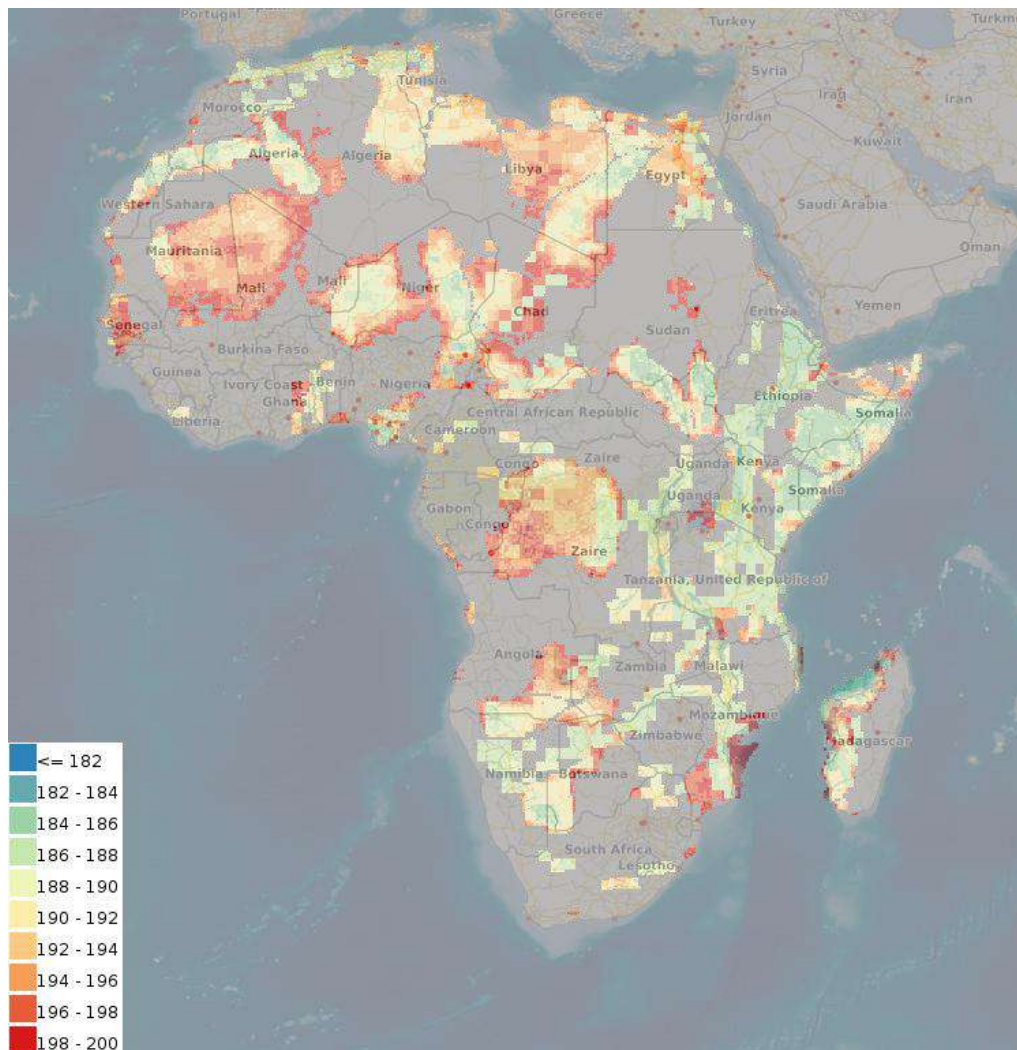 Portugal
Greece
Turkey
Turkm
Syria
Tunisia
Iraq
Iran
Morocco
Jordan
Kuwait
Algeria
Algeria
Libya
Egypt
Western Sahara
Saudi Arabia
Oman
Mauritania
Mali
Niger
Mali
Chad
Yemen
Eritrea
Senegal
Sudan
Burkina Faso
Guinea
Benin
Ivory Coast
Nigeria
Ghana
Ethiopia
Central African Republic
Somalia
Liberia
Cameroon
Zaire
Congo
Uganda
Kenya
Somalia
Uganda
Gabon
Kenya
Congo
Zaire
Tanzania, United Republic of
Angola
Zambia
Malawi
Mozambique
Zimbabwe
Madagascar
Namibia
Botswana
South Africa
Lesotho
<= 182
182 - 184
184 - 186
186 - 188
188 - 190
190 - 192
192 - 194
194 - 196
196 - 198
198 - 200